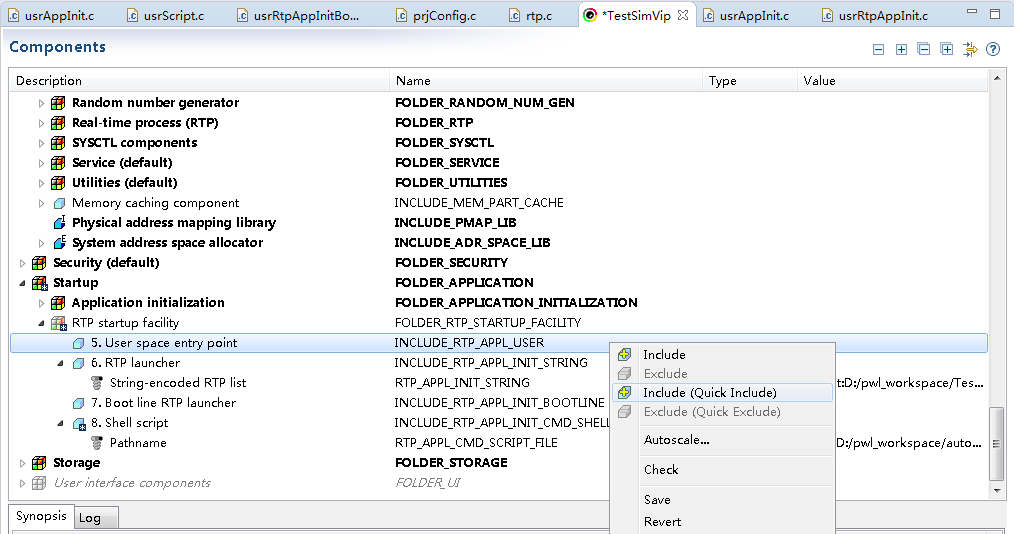 usrAppInit.c usrScript.c usrRtpAppInitBo... prjConfig.c rtp.c *TestSimVip usrAppInit.c usrRtpAppInit.c
Components
Description Name Type Value
Random number generator FOLDER_RANDOM_NUM_GEN
Real-time process (RTP) FOLDER_RTP
SYSCTL components FOLDER_SYSCTL
Service (default) FOLDER_SERVICE
Utilities (default) FOLDER_UTILITIES
Memory caching component INCLUDE_MEM_PART_CACHE
Physical address mapping library INCLUDE_PMAP_LIB
System address space allocator INCLUDE_ADR_SPACE_LIB
Security (default) FOLDER_SECURITY
Startup FOLDER_APPLICATION
Application initialization FOLDER_APPLICATION_INITIALIZATION
RTP startup facility FOLDER_RTP_STARTUP_FACILITY
5. User space entry point INCLUDE_RTP_APPL_USER
6. RTP launcher INCLUDE_RTP_APPL_INIT_STRING
String-encoded RTP list RTP_APPL_INIT_STRING t:D:/pwl_workspace/Tes...
7. Boot line RTP launcher INCLUDE_RTP_APPL_INIT_BOOTLINE
8. Shell script INCLUDE_RTP_APPL_INIT_CMD_SHELL
Pathname RTP_APPL_CMD_SCRIPT_FILE D:/pwl_workspace/auto...
Storage FOLDER_STORAGE
User interface components FOLDER_UI
Include
Exclude
Include (Quick Include)
Exclude (Quick Exclude)
Autoscale...
Check
Save
Revert
Synopsis Log